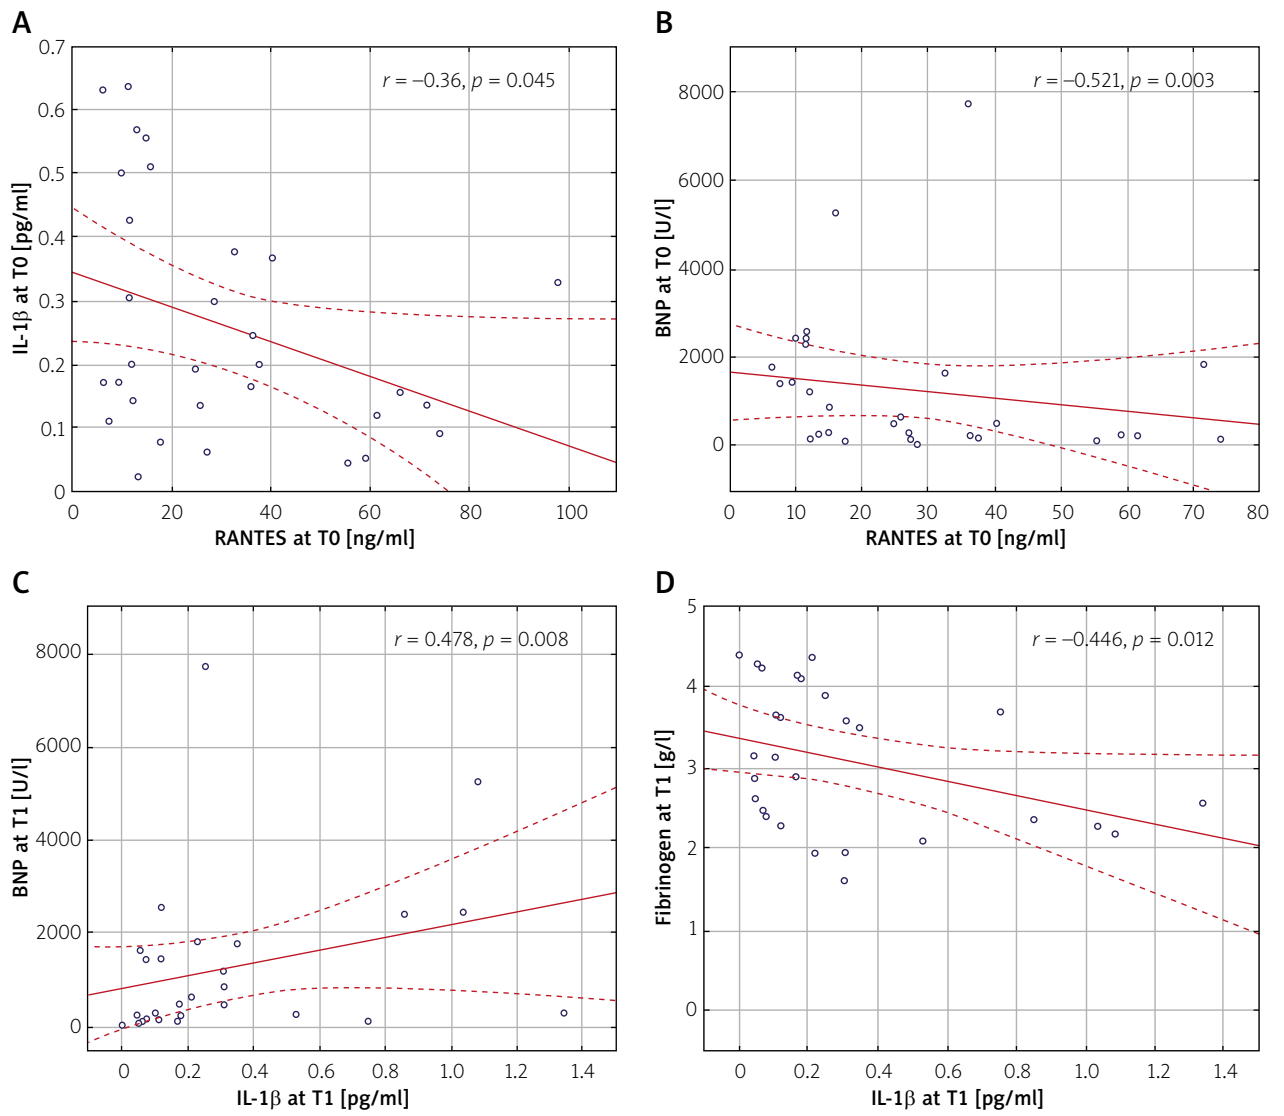 A
r = –0.36, p = 0.045
IL-1β at T0 [pg/ml]
0.7
0.6
0.5
0.4
0.3
0.2
0.1
0
0 20 40 60 80 100
RANTES at T0 [ng/ml]
B
r = –0.521, p = 0.003
BNP at T0 [U/l]
8000
6000
4000
2000
0
0 10 20 30 40 50 60 70 80
RANTES at T0 [ng/ml]
C
r = 0.478, p = 0.008
BNP at T1 [U/l]
8000
6000
4000
2000
0
0 0.2 0.4 0.6 0.8 1.0 1.2 1.4
IL-1β at T1 [pg/ml]
D
r = –0.446, p = 0.012
Fibrinogen at T1 [g/l]
5
4
3
2
1
0
0 0.2 0.4 0.6 0.8 1.0 1.2 1.4
IL-1β at T1 [pg/ml]